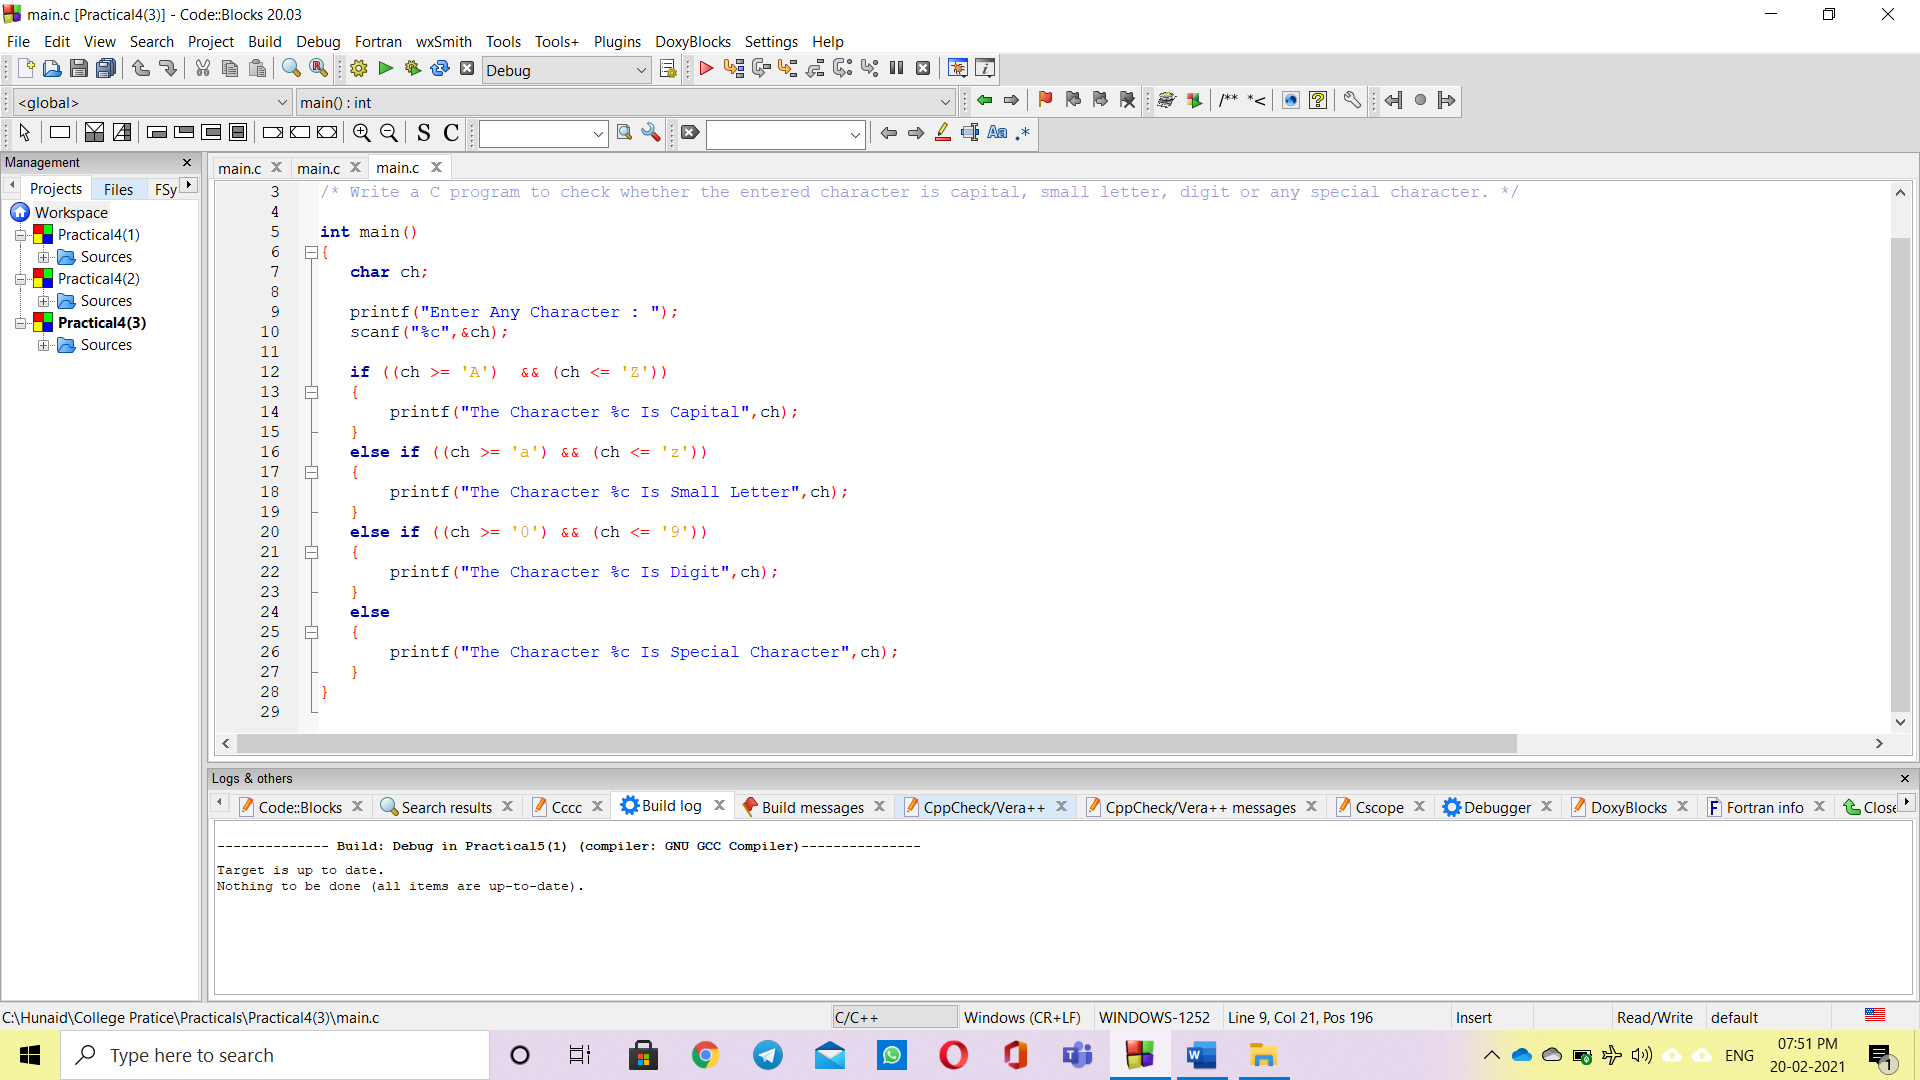 main.c [Practical4(3)] - Code::Blocks 20.03
File Edit View Search Project Build Debug Fortran wxSmith Tools Tools+ Plugins DoxyBlocks Settings Help
Debug
<global> main() : int
/** *<
S C Aa .*
Management
main.c main.c main.c
Projects Files FSy
Workspace
Practical4(1)
Sources
Practical4(2)
Sources
Practical4(3)
Sources
3 /* Write a C program to check whether the entered character is capital, small letter, digit or any special character. */
4
5 int main()
6 {
7 char ch;
8
9 printf("Enter Any Character : ");
10 scanf("%c",&ch);
11
12 if ((ch >= 'A')  && (ch <= 'Z'))
13 {
14 printf("The Character %c Is Capital",ch);
15 }
16 else if ((ch >= 'a') && (ch <= 'z'))
17 {
18 printf("The Character %c Is Small Letter",ch);
19 }
20 else if ((ch >= '0') && (ch <= '9'))
21 {
22 printf("The Character %c Is Digit",ch);
23 }
24 else
25 {
26 printf("The Character %c Is Special Character",ch);
27 }
28 }
29
Logs & others
Code::Blocks Search results Cccc Build log Build messages CppCheck/Vera++ CppCheck/Vera++ messages Cscope Debugger DoxyBlocks Fortran info Close
-------------- Build: Debug in Practical5(1) (compiler: GNU GCC Compiler)---------------
Target is up to date.
Nothing to be done (all items are up-to-date).
C:\Hunaid\College Pratice\Practicals\Practical4(3)\main.c C/C++ Windows (CR+LF) WINDOWS-1252 Line 9, Col 21, Pos 196 Insert Read/Write default
Type here to search
ENG
07:51 PM
20-02-2021
1